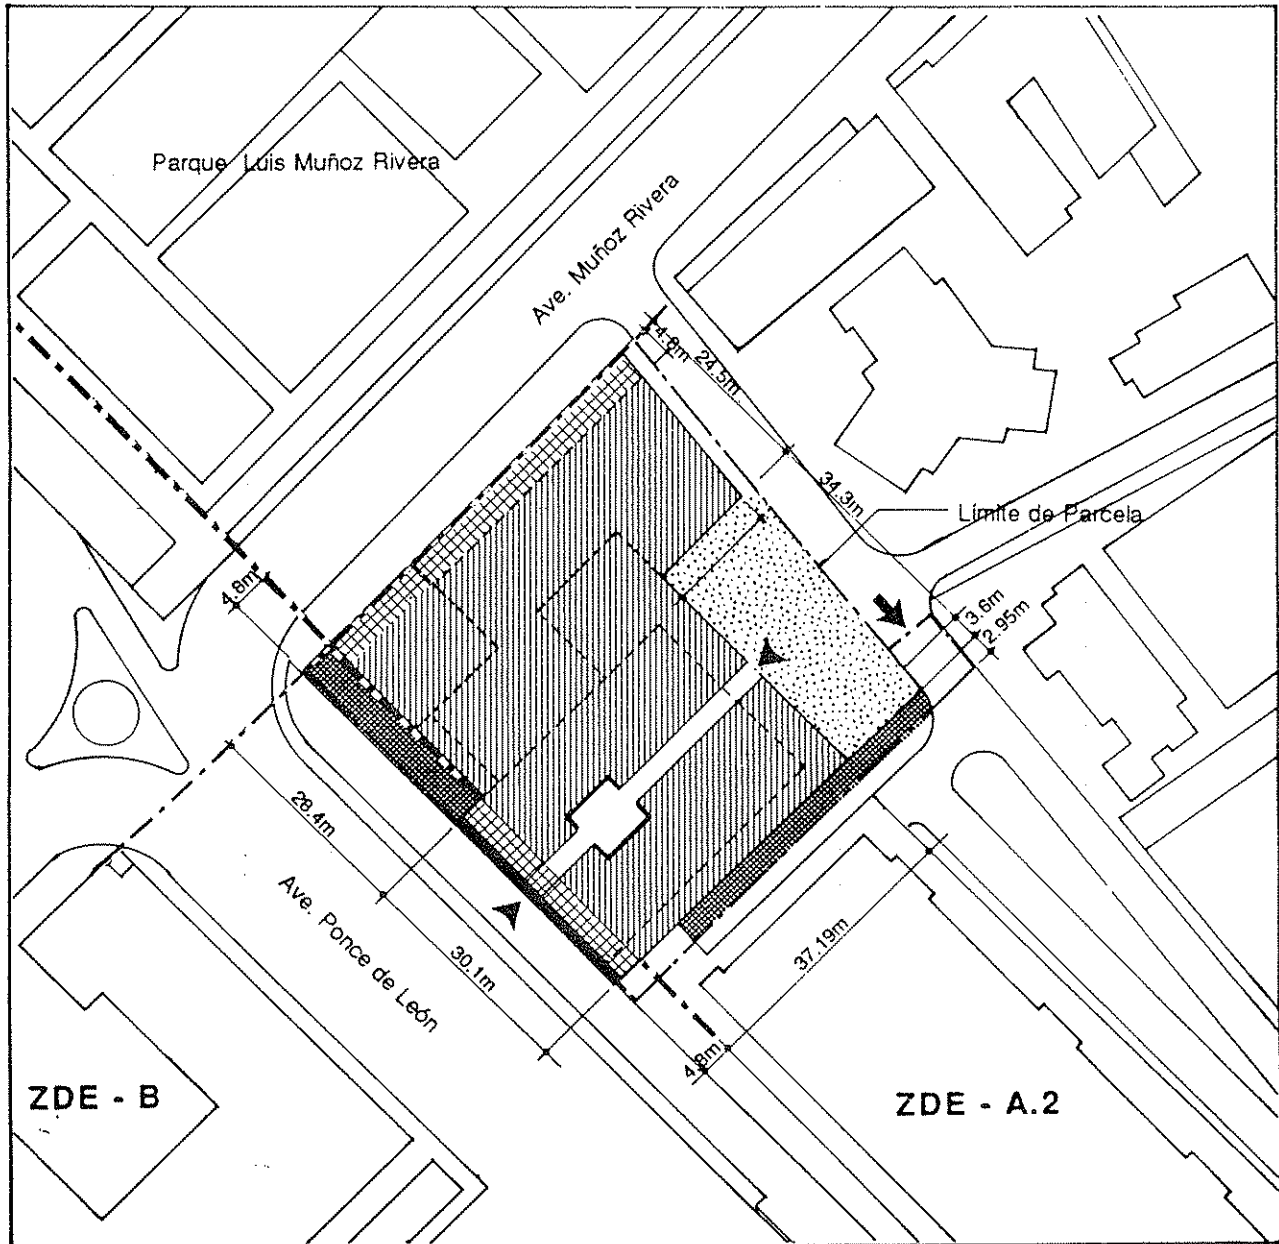 Parque Luis Muñoz Rivera
Ave. Muñoz Rivera
4.8m
24.5m
34.3m
Límite de Parcela
4.8m
3.6m
2.95m
28.4m
Ave. Ponce de León
30.1m
37.19m
4.8m
ZDE - B
ZDE - A.2